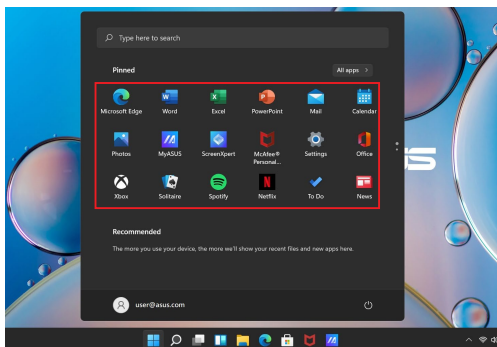 Type here to search
Pinned
All apps >
Microsoft Edge Word Excel PowerPoint Mail Calendar
Photos MyASUS ScreenXpert McAfee® Personal... Settings Office
Xbox Solitaire Spotify Netflix To Do News
Recommended
The more you use your device, the more we'll show your recent files and new apps here.
user@asus.com